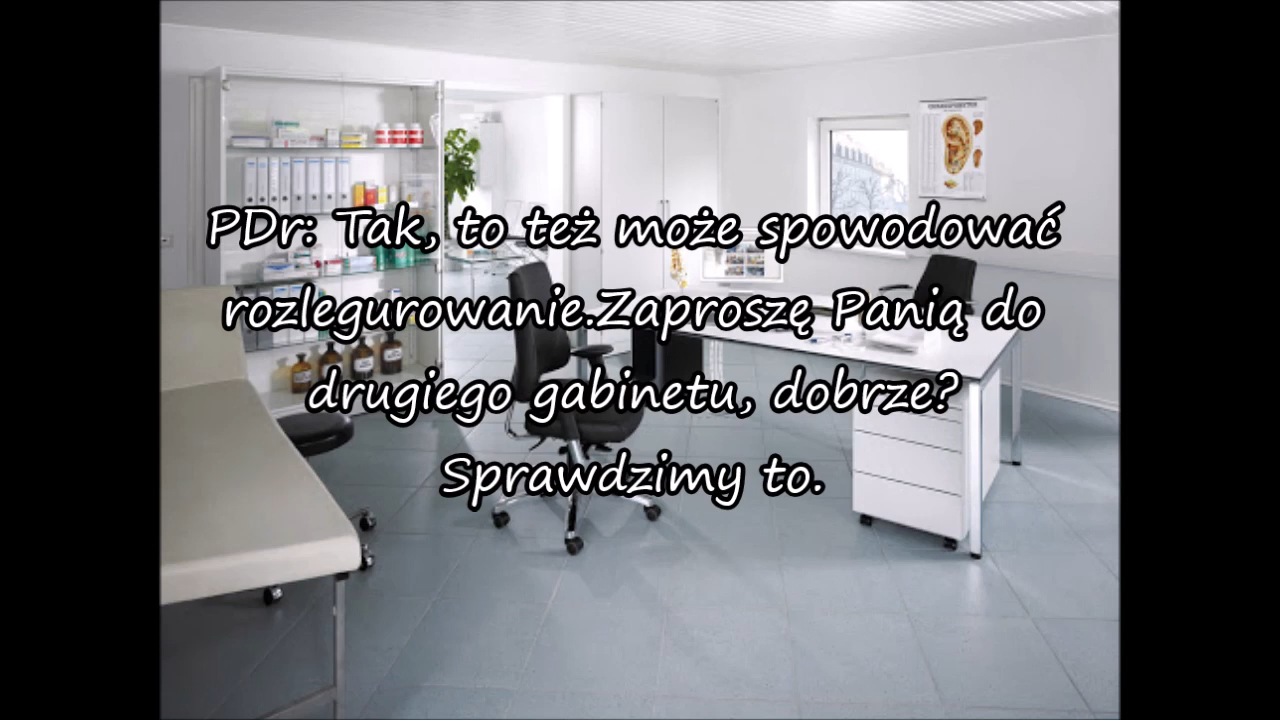 PDr: Tak, to też może spowodować
rozlegurowanie.Zaproszę Panią do
drugiego gabinetu, dobrze?
Sprawdzimy to.